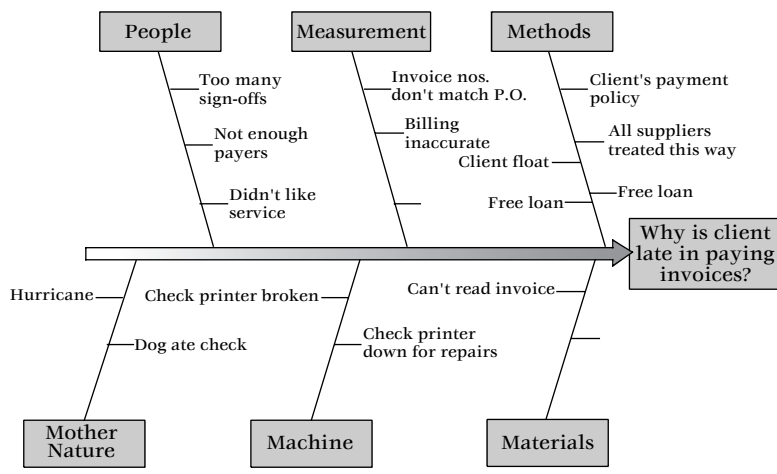 People
Measurement
Methods
Too many
sign-offs
Not enough
payers
Didn't like
service
Invoice nos.
don't match P.O.
Billing
inaccurate
Client's payment
policy
All suppliers
treated this way
Client float
Free loan
Free loan
Why is client
late in paying
invoices?
Hurricane
Dog ate check
Check printer broken
Check printer
down for repairs
Can't read invoice
Mother
Nature
Machine
Materials